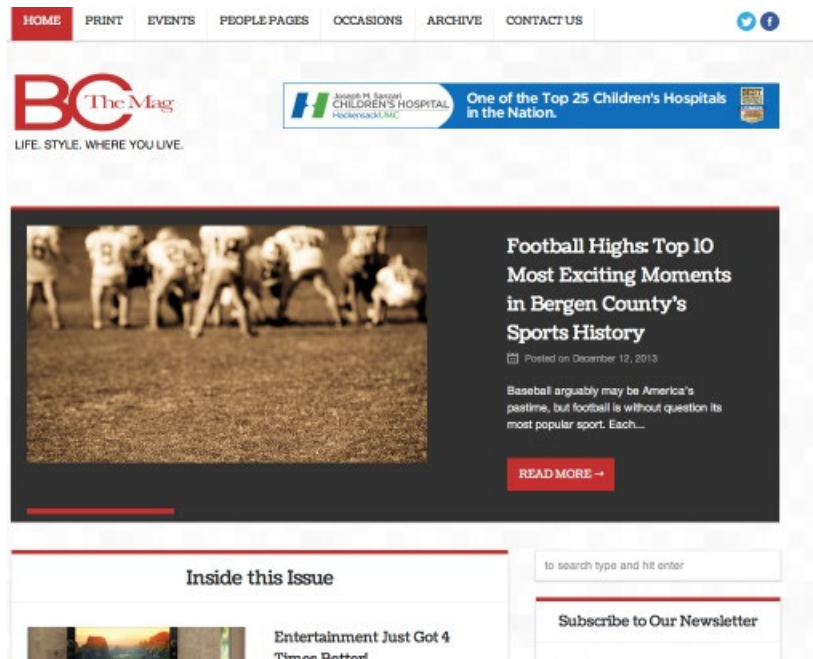 HOME PRINT EVENTS PEOPLE PAGES OCCASIONS ARCHIVE CONTACT US
BC The Mag
LIFE. STYLE. WHERE YOU LIVE.
Joseph M. Sanzari
CHILDREN'S HOSPITAL
HackensackUMC
One of the Top 25 Children's Hospitals
in the Nation.
Football Highs: Top 10
Most Exciting Moments
in Bergen County's
Sports History
Posted on December 12, 2013
Baseball arguably may be America's
pastime, but football is without question its
most popular sport. Each...
READ MORE →
Inside this Issue
to search type and hit enter
Subscribe to Our Newsletter
Entertainment Just Got 4
Times Better!